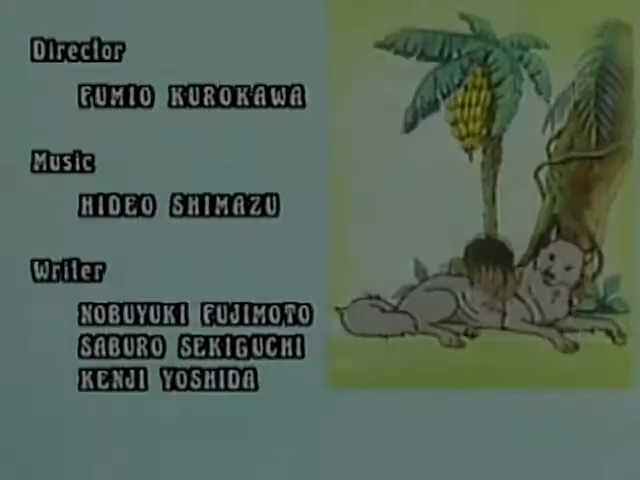 Director
FUMIO KUROKAWA
Music
HIDEO SHIMAZU
Writer
NOBUYUKI FUJIMOTO
SABURO SEKIGUCHI
KENJI YOSHIDA